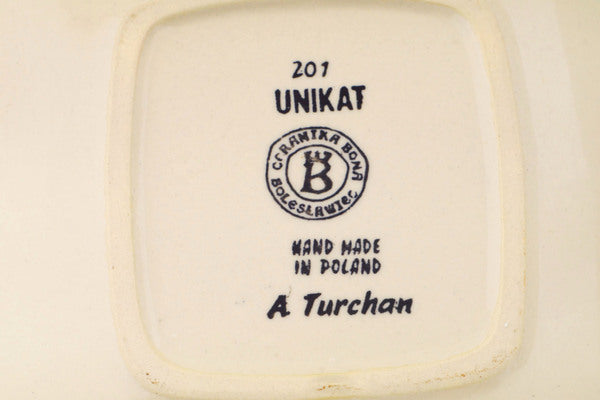 201
UNIKAT
CERAMIKA BONA
B
BOLESŁAWIEC
HAND MADE
IN POLAND
A. Turchan